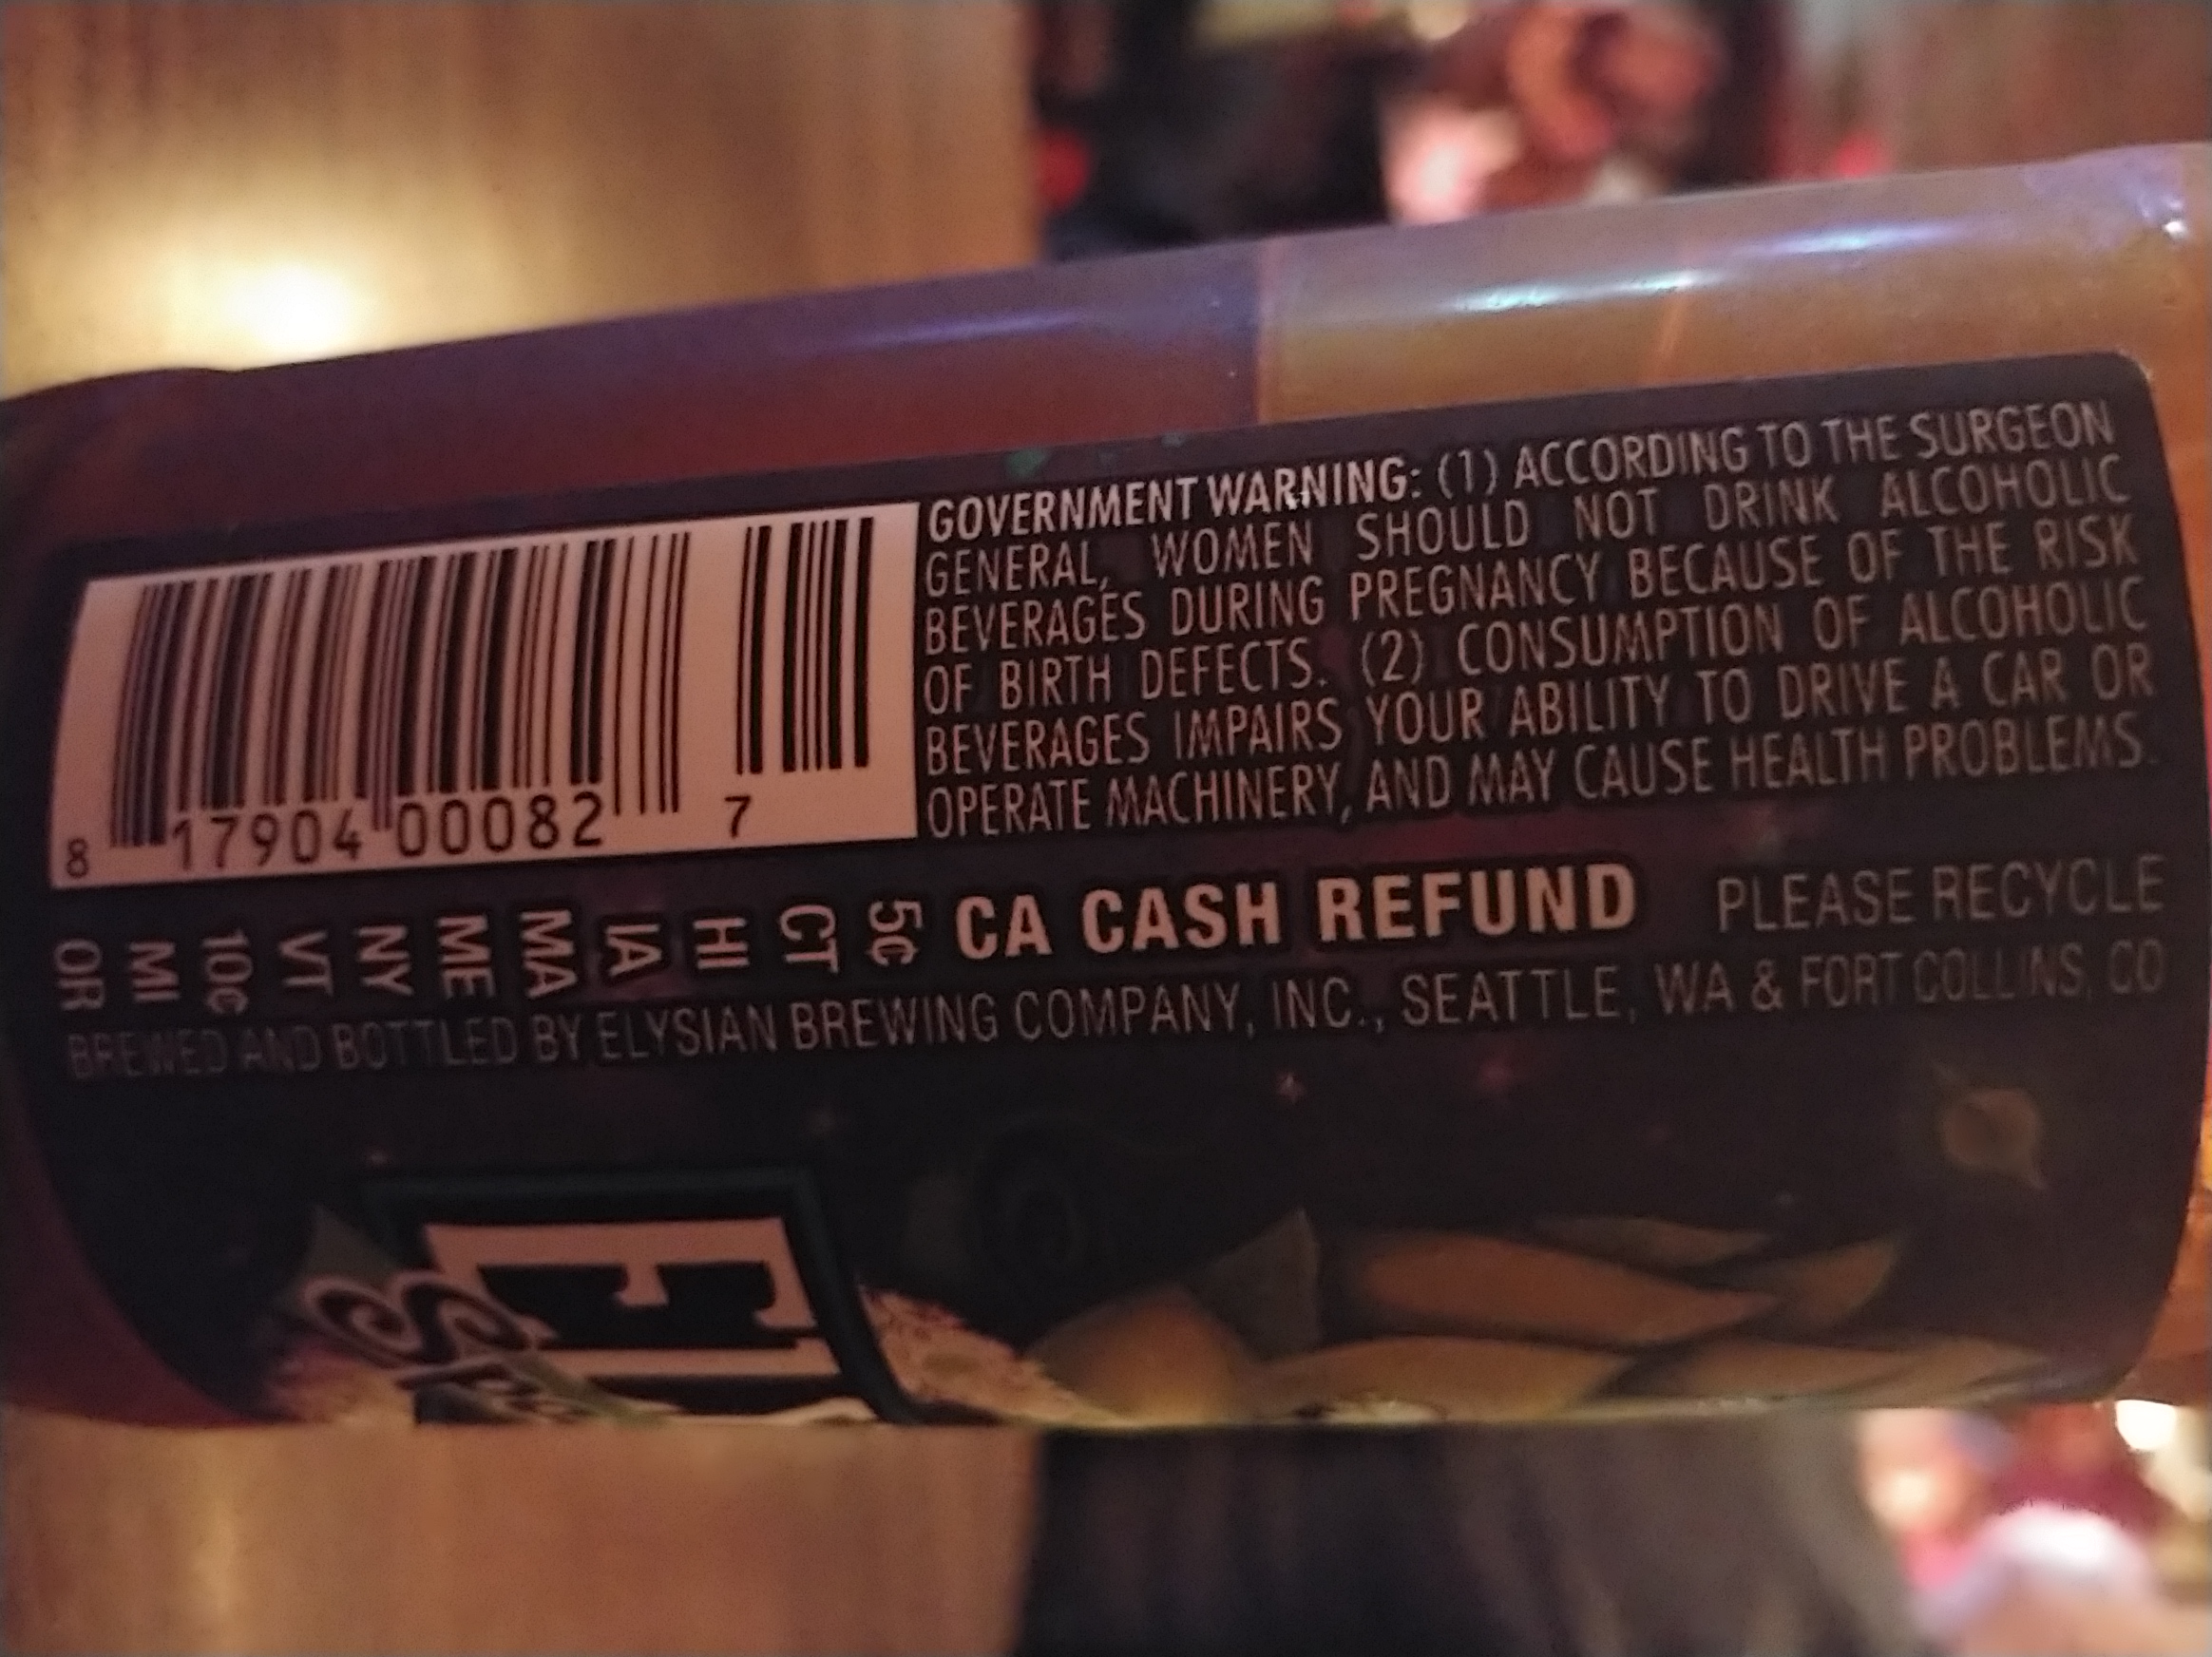 GOVERNMENT WARNING: (1) ACCORDING TO THE SURGEON
GENERAL, WOMEN SHOULD NOT DRINK ALCOHOLIC
BEVERAGES DURING PREGNANCY BECAUSE OF THE RISK
OF BIRTH DEFECTS. (2) CONSUMPTION OF ALCOHOLIC
BEVERAGES IMPAIRS YOUR ABILITY TO DRIVE A CAR OR
OPERATE MACHINERY, AND MAY CAUSE HEALTH PROBLEMS.
8 17904 00082 7
OR
MI
10¢
VT
NY
ME
MA
IA
HI
CT
5¢
CA CASH REFUND PLEASE RECYCLE
BREWED AND BOTTLED BY ELYSIAN BREWING COMPANY, INC., SEATTLE, WA & FORT COLLINS, CO